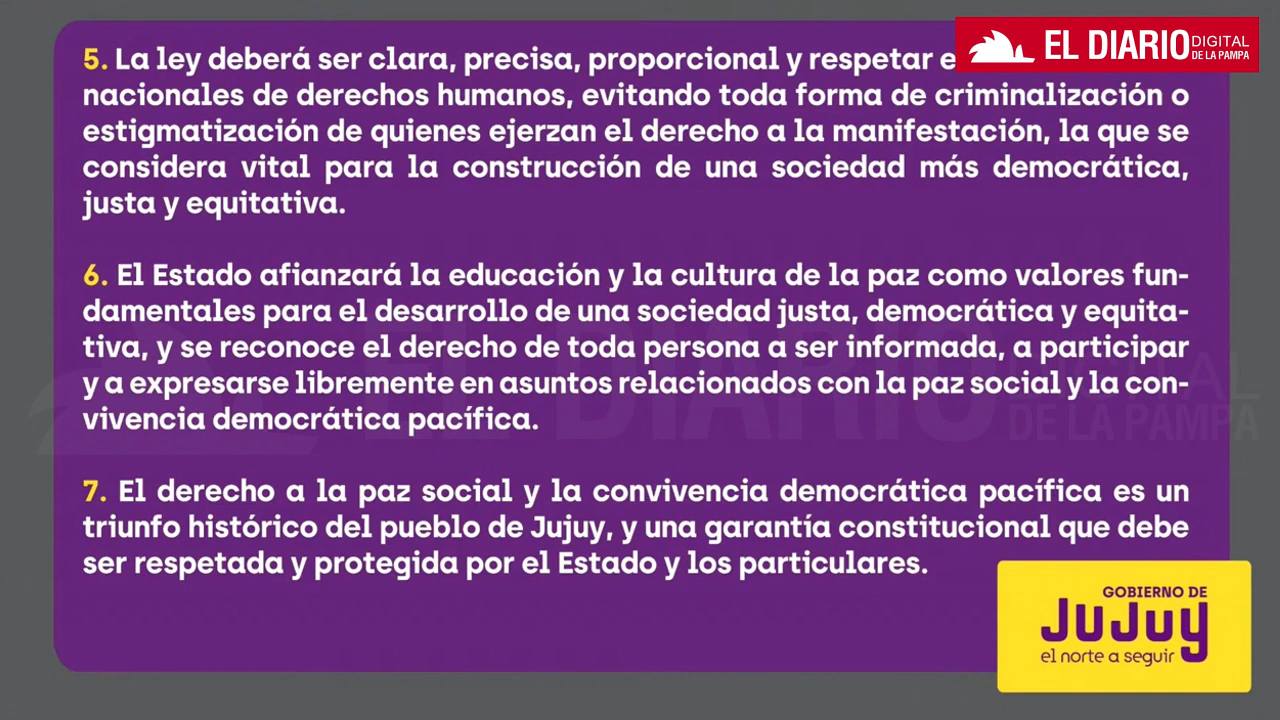 5. La ley deberá ser clara, precisa, proporcional y respetar
nacionales de derechos humanos, evitando toda forma de criminalización o
estigmatización de quienes ejerzan el derecho a la manifestación, la que se
considera vital para la construcción de una sociedad más democrática,
justa y equitativa.
6. El Estado afianzará la educación y la cultura de la paz como valores fun-
damentales para el desarrollo de una sociedad justa, democrática y equita-
tiva, y se reconoce el derecho de toda persona a ser informada, a participar
y a expresarse libremente en asuntos relacionados con la paz social y la con-
vivencia democrática pacífica.
7. El derecho a la paz social y la convivencia democrática pacífica es un
triunfo histórico del pueblo de Jujuy, y una garantía constitucional que debe
ser respetada y protegida por el Estado y los particulares.
EL DIARIO DIGITAL
DE LA PAMPA
EL DIARIO DIGITAL
DE LA PAMPA
GOBIERNO DE
Jujuy
el norte a seguir